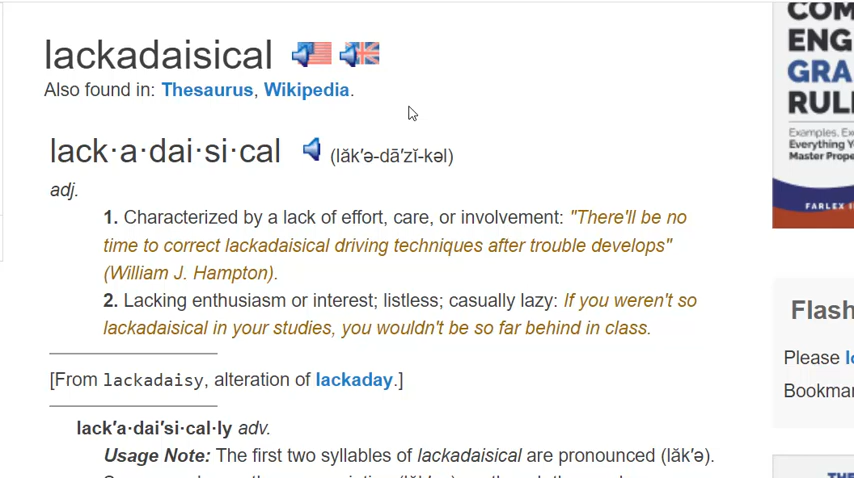 lackadaisical
Also found in: Thesaurus, Wikipedia.
lack·a·dai·si·cal (lăk′ə-dā′zĭ-kəl)
adj.
1. Characterized by a lack of effort, care, or involvement: "There'll be no
time to correct lackadaisical driving techniques after trouble develops"
(William J. Hampton).
2. Lacking enthusiasm or interest; listless; casually lazy: If you weren't so
lackadaisical in your studies, you wouldn't be so far behind in class.
[From lackadaisy, alteration of lackaday.]
lack′a·dai′si·cal·ly adv.
Usage Note: The first two syllables of lackadaisical are pronounced (lăk′ə).
COM
ENG
GRA
RUL
Examples. Ex
Everything Y
Master Prope
FARLEX I
Flash
Please lo
Bookmar
THE